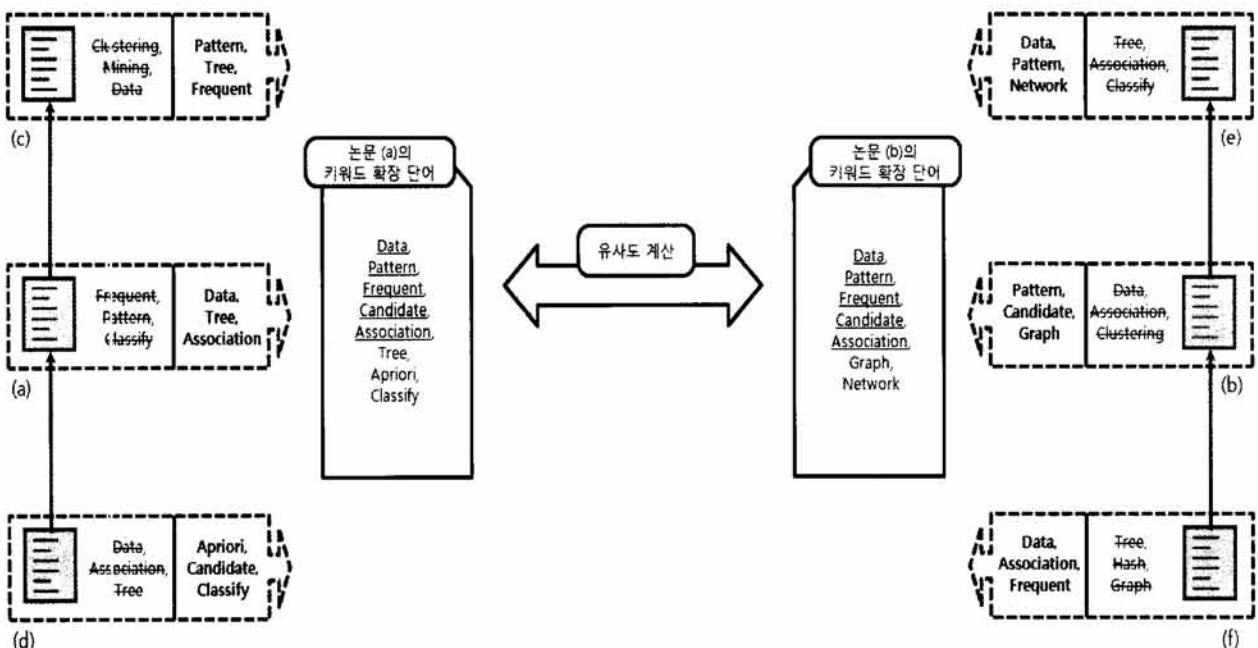 Clustering,
Mining,
Data
Pattern,
Tree,
Frequent
(c)
Data,
Pattern,
Network
Tree,
Association,
Classify
(e)
논문 (a)의
키워드 확장 단어
Data,
Pattern,
Frequent,
Candidate,
Association,
Tree,
Apriori,
Classify
유사도 계산
논문 (b)의
키워드 확장 단어
Data,
Pattern,
Frequent,
Candidate,
Association,
Graph,
Network
Frequent,
Pattern,
Classify
Data,
Tree,
Association
(a)
Pattern,
Candidate,
Graph
Data,
Association,
Clustering
(b)
Data,
Association,
Tree
Apriori,
Candidate,
Classify
(d)
Data,
Association,
Frequent
Tree,
Hash,
Graph
(f)